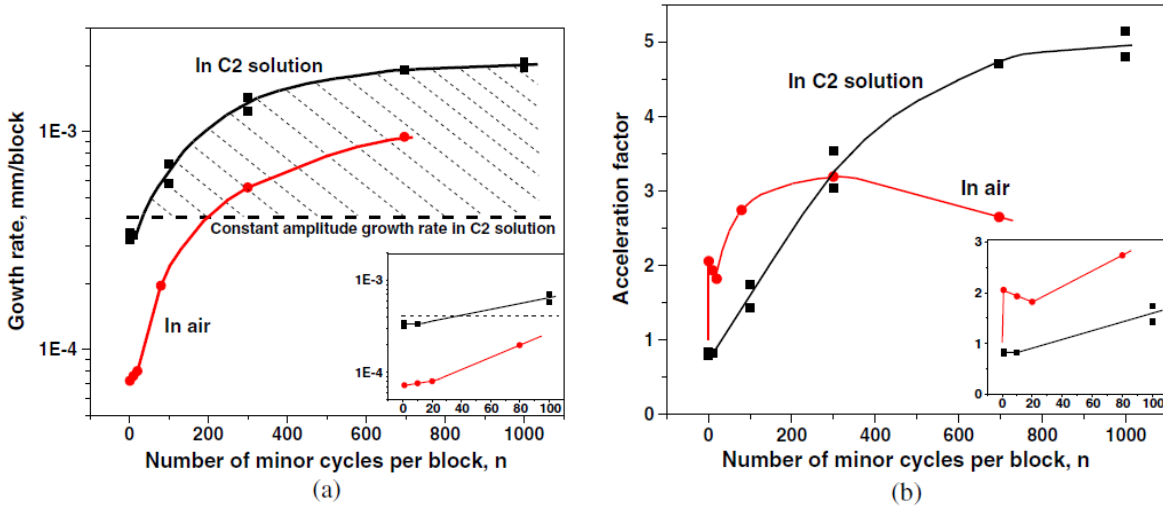 In C2 solution
1E-3
1E-4
Growth rate, mm/block
Constant amplitude growth rate in C2 solution
In air
1E-3
1E-4
0 20 40 60 80 100
0 200 400 600 800 1000
Number of minor cycles per block, n
(a)
5
4
3
2
1
0
Acceleration factor
In C2 solution
In air
3
2
1
0
0 20 40 60 80 100
0 200 400 600 800 1000
Number of minor cycles per block, n
(b)